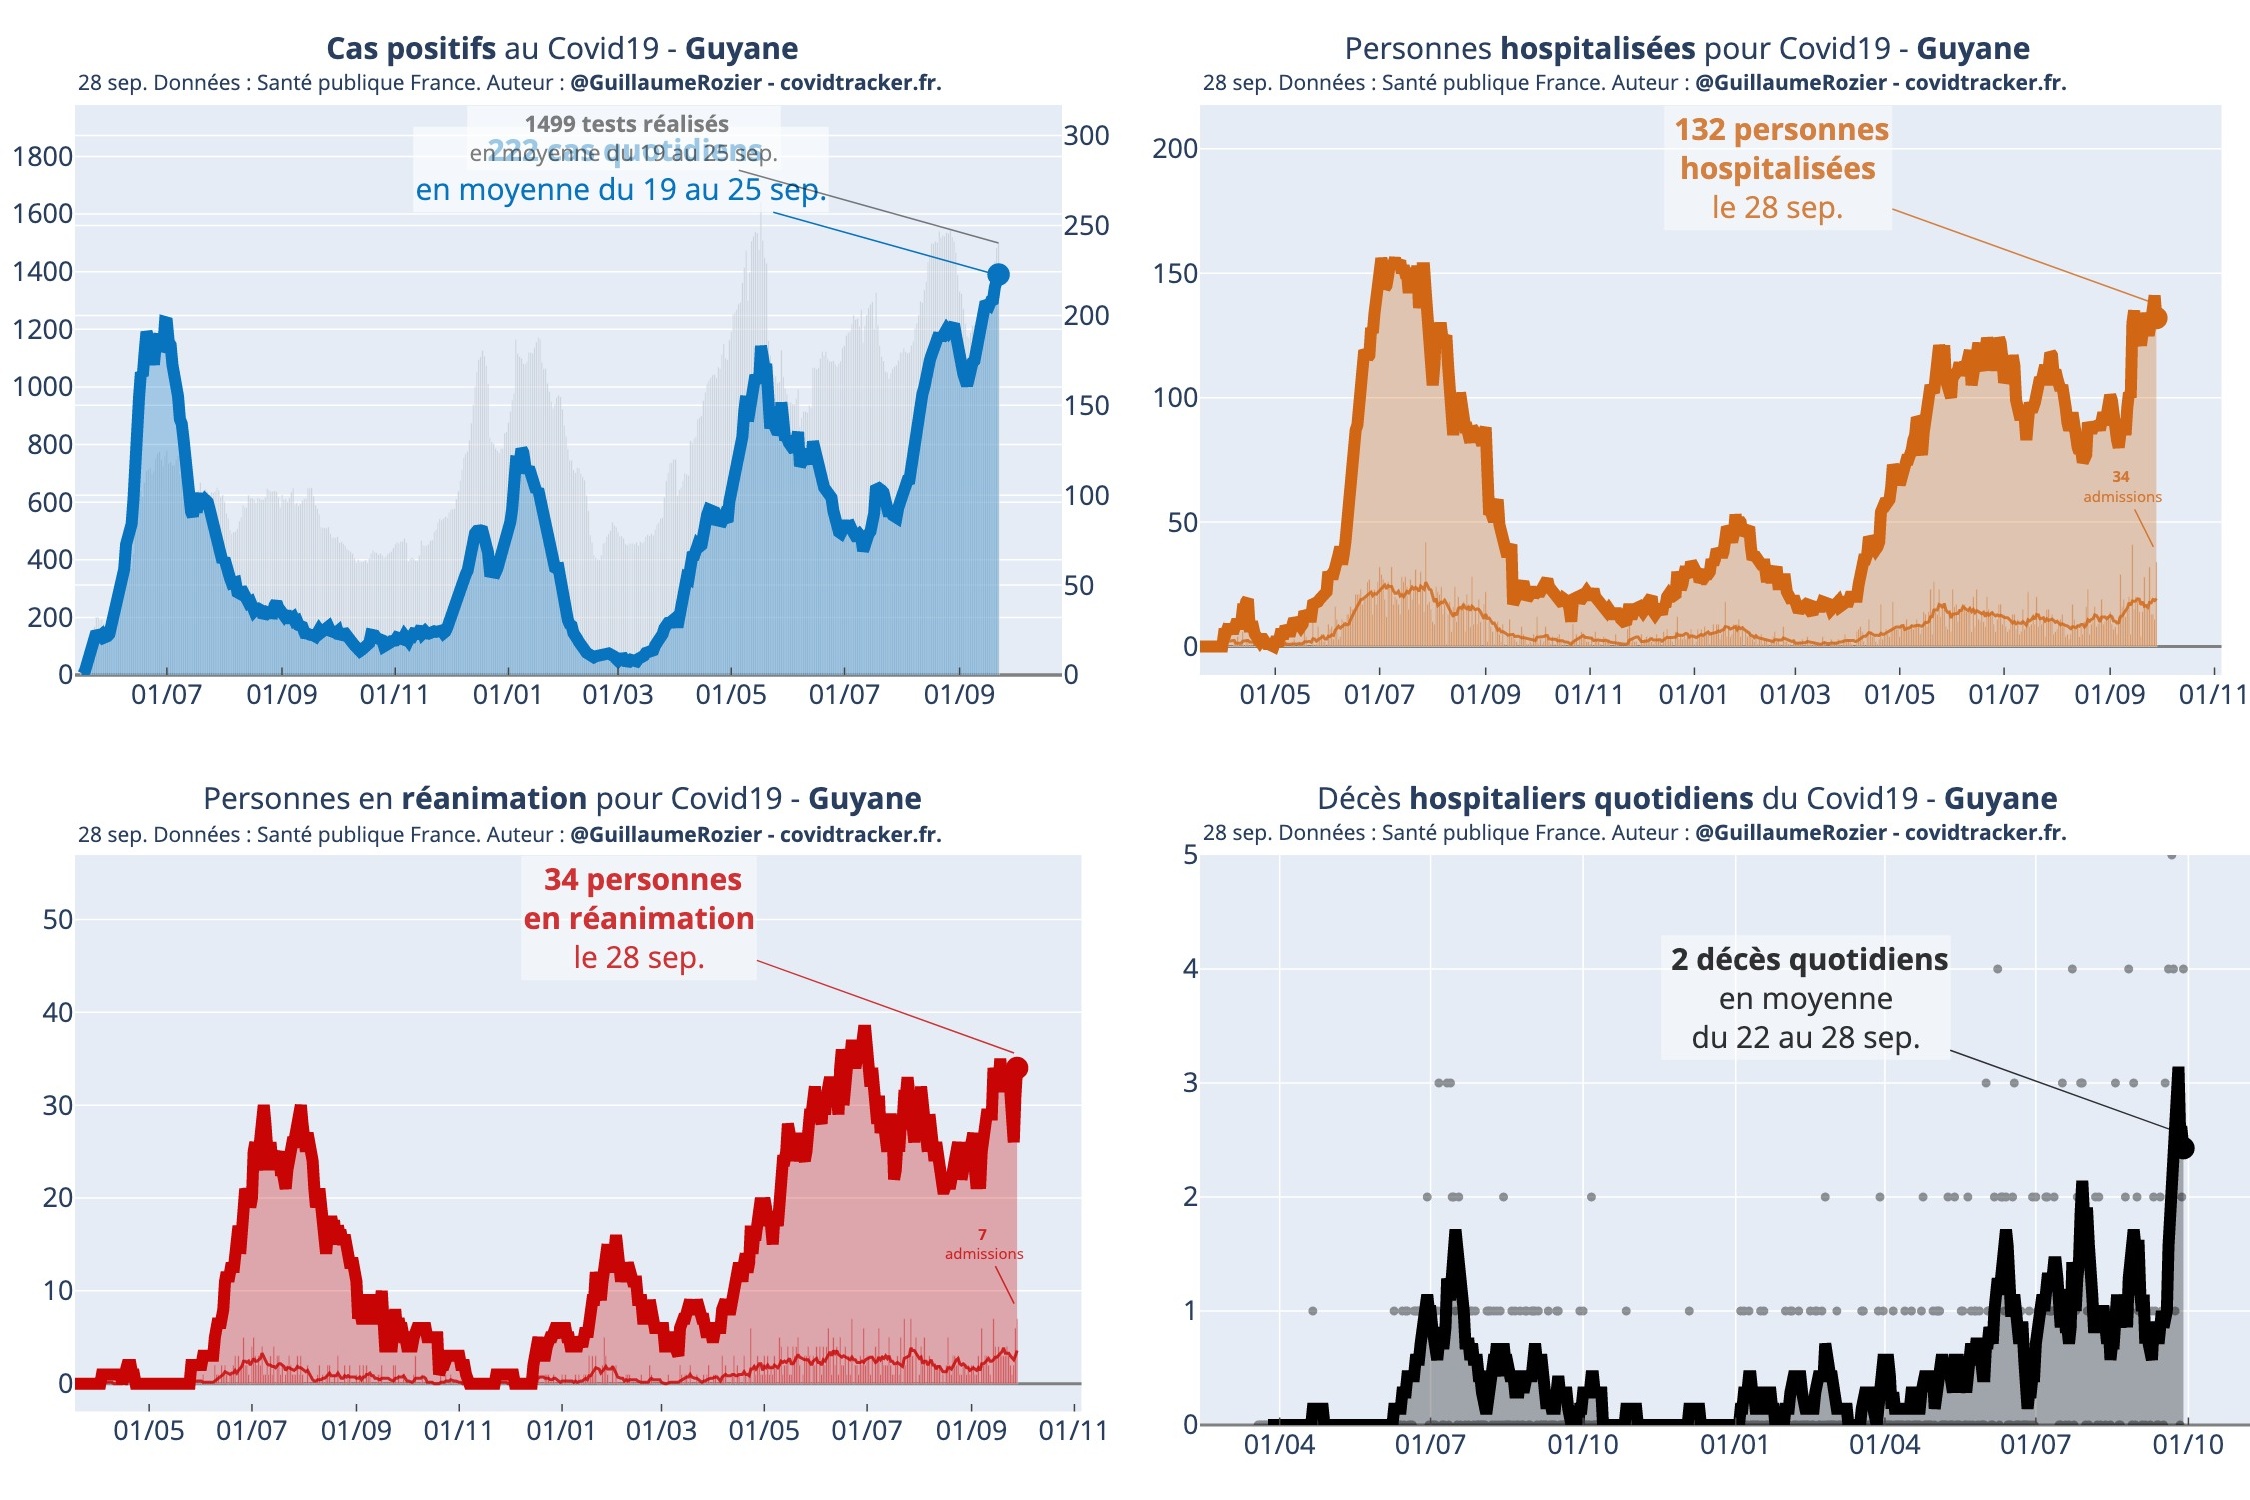 Cas positifs au Covid19 - Guyane
28 sep. Données : Santé publique France. Auteur : @GuillaumeRozier - covidtracker.fr.
1499 tests réalisés
en moyenne du 19 au 25 sep.
222 cas quotidiens
en moyenne du 19 au 25 sep.
1800
1600
1400
1200
1000
800
600
400
200
0
300
250
200
150
100
50
0
01/07 01/09 01/11 01/01 01/03 01/05 01/07 01/09
Personnes hospitalisées pour Covid19 - Guyane
28 sep. Données : Santé publique France. Auteur : @GuillaumeRozier - covidtracker.fr.
132 personnes
hospitalisées
le 28 sep.
200
150
100
50
0
34
admissions
01/05 01/07 01/09 01/11 01/01 01/03 01/05 01/07 01/09 01/11
Personnes en réanimation pour Covid19 - Guyane
28 sep. Données : Santé publique France. Auteur : @GuillaumeRozier - covidtracker.fr.
34 personnes
en réanimation
le 28 sep.
50
40
30
20
10
0
7
admissions
01/05 01/07 01/09 01/11 01/01 01/03 01/05 01/07 01/09 01/11
Décès hospitaliers quotidiens du Covid19 - Guyane
28 sep. Données : Santé publique France. Auteur : @GuillaumeRozier - covidtracker.fr.
5
4
3
2
1
0
2 décès quotidiens
en moyenne
du 22 au 28 sep.
01/04 01/07 01/10 01/01 01/04 01/07 01/10